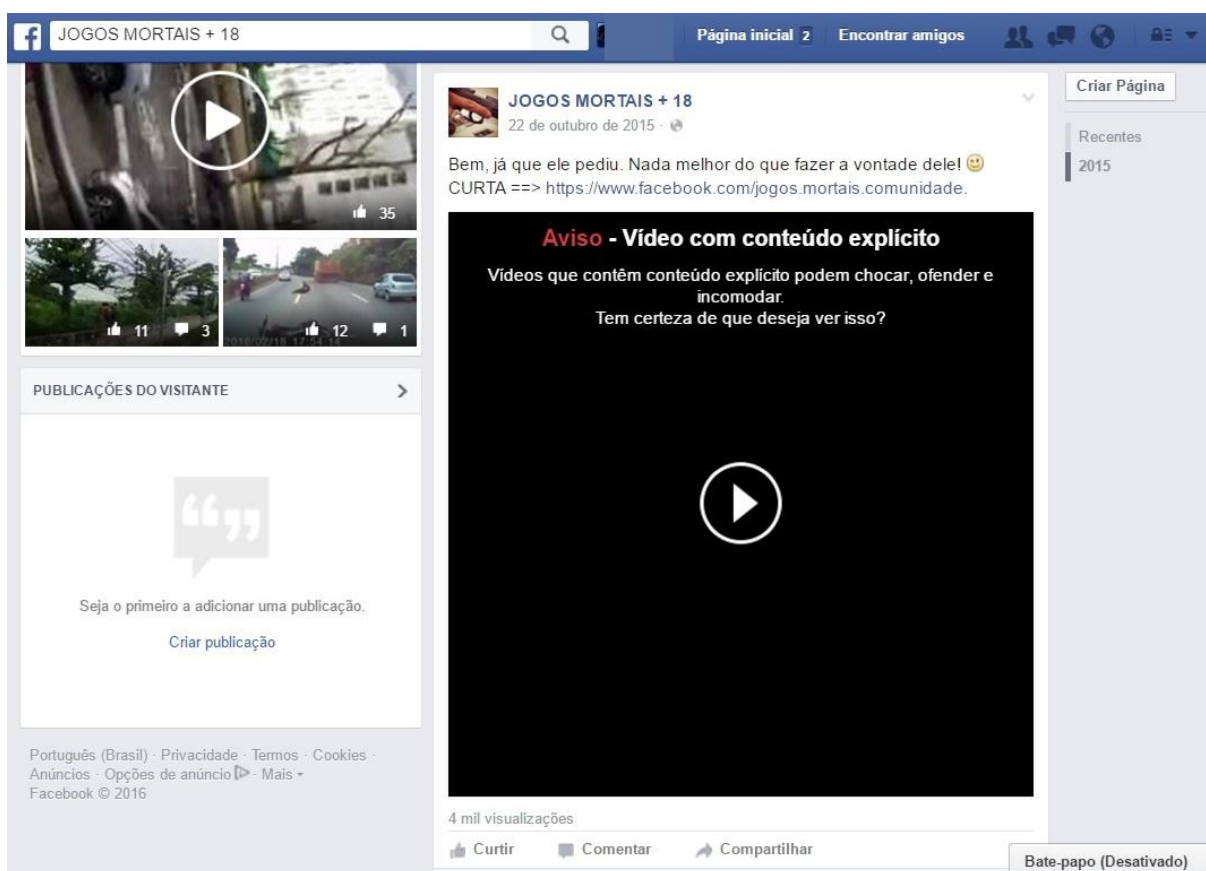 JOGOS MORTAIS + 18
Página inicial 2 Encontrar amigos
35
11 3
12 1
PUBLICAÇÕES DO VISITANTE
Seja o primeiro a adicionar uma publicação.
Criar publicação
Português (Brasil) · Privacidade · Termos · Cookies ·
Anúncios · Opções de anúncio · Mais
Facebook © 2016
JOGOS MORTAIS + 18
22 de outubro de 2015 ·
Bem, já que ele pediu. Nada melhor do que fazer a vontade dele!
CURTA ==> https://www.facebook.com/jogos.mortais.comunidade.
Aviso - Vídeo com conteúdo explícito
Vídeos que contêm conteúdo explícito podem chocar, ofender e
incomodar.
Tem certeza de que deseja ver isso?
4 mil visualizações
Curtir Comentar Compartilhar
Criar Página
Recentes
2015
Bate-papo (Desativado)